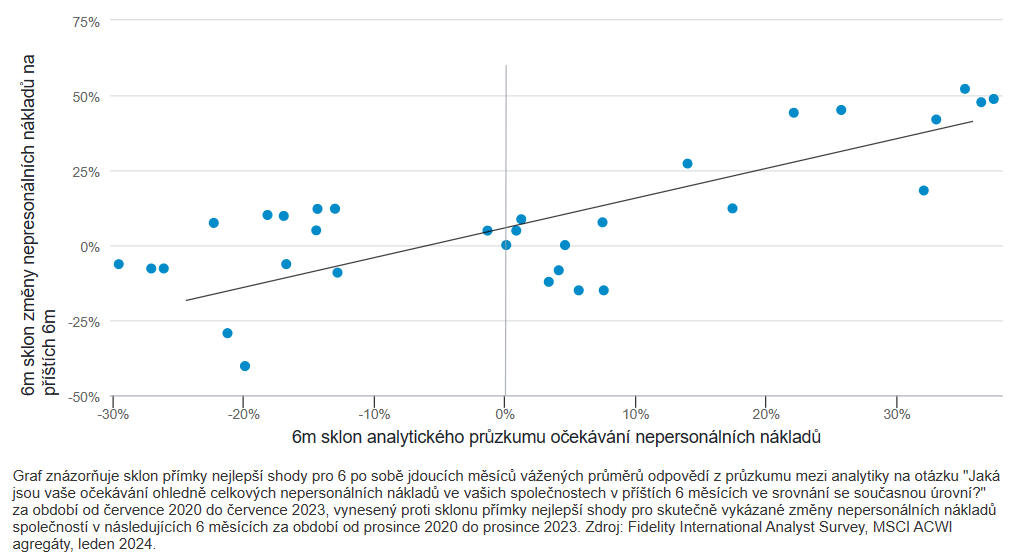 75%
50%
25%
0%
-25%
-50%
6m sklon změny nepresonálních nákladů na
příštích 6m
-30%
-20%
-10%
0%
10%
20%
30%
6m sklon analytického průzkumu očekávání nepersonálních nákladů
Graf znázorňuje sklon přímky nejlepší shody pro 6 po sobě jdoucích měsíců vážených průměrů odpovědí z průzkumu mezi analytiky na otázku "Jaká
jsou vaše očekávání ohledně celkových nepersonálních nákladů ve vašich společnostech v příštích 6 měsících ve srovnání se současnou úrovní?"
za období od července 2020 do července 2023, vynesený proti sklonu přímky nejlepší shody pro skutečně vykázané změny nepersonálních nákladů
společností v následujících 6 měsících za období od prosince 2020 do prosince 2023. Zdroj: Fidelity International Analyst Survey, MSCI ACWI
agregáty, leden 2024.